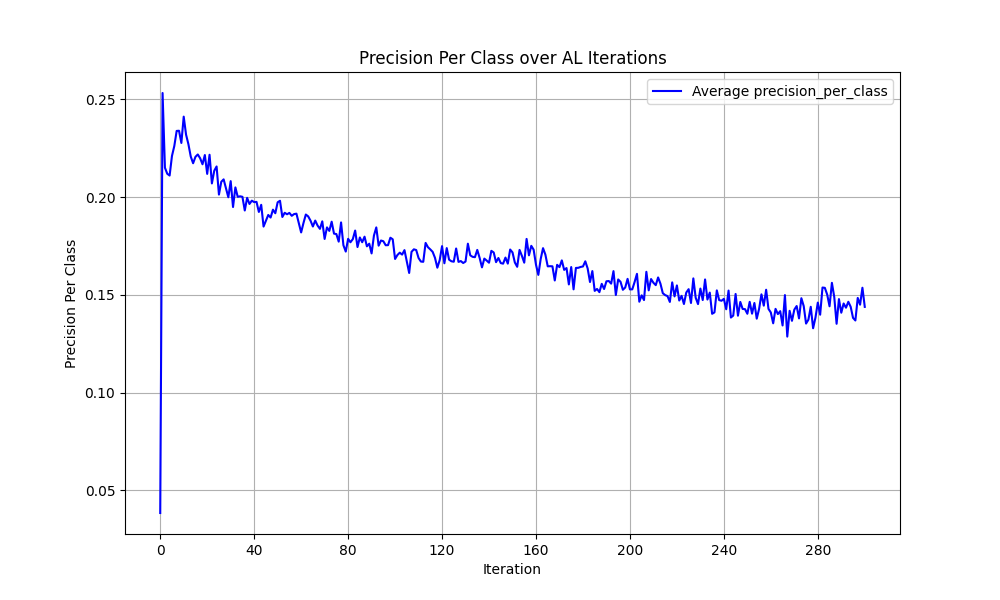 Precision Per Class over AL Iterations
Average precision_per_class
Precision Per Class
0.25
0.20
0.15
0.10
0.05
0 40 80 120 160 200 240 280
Iteration